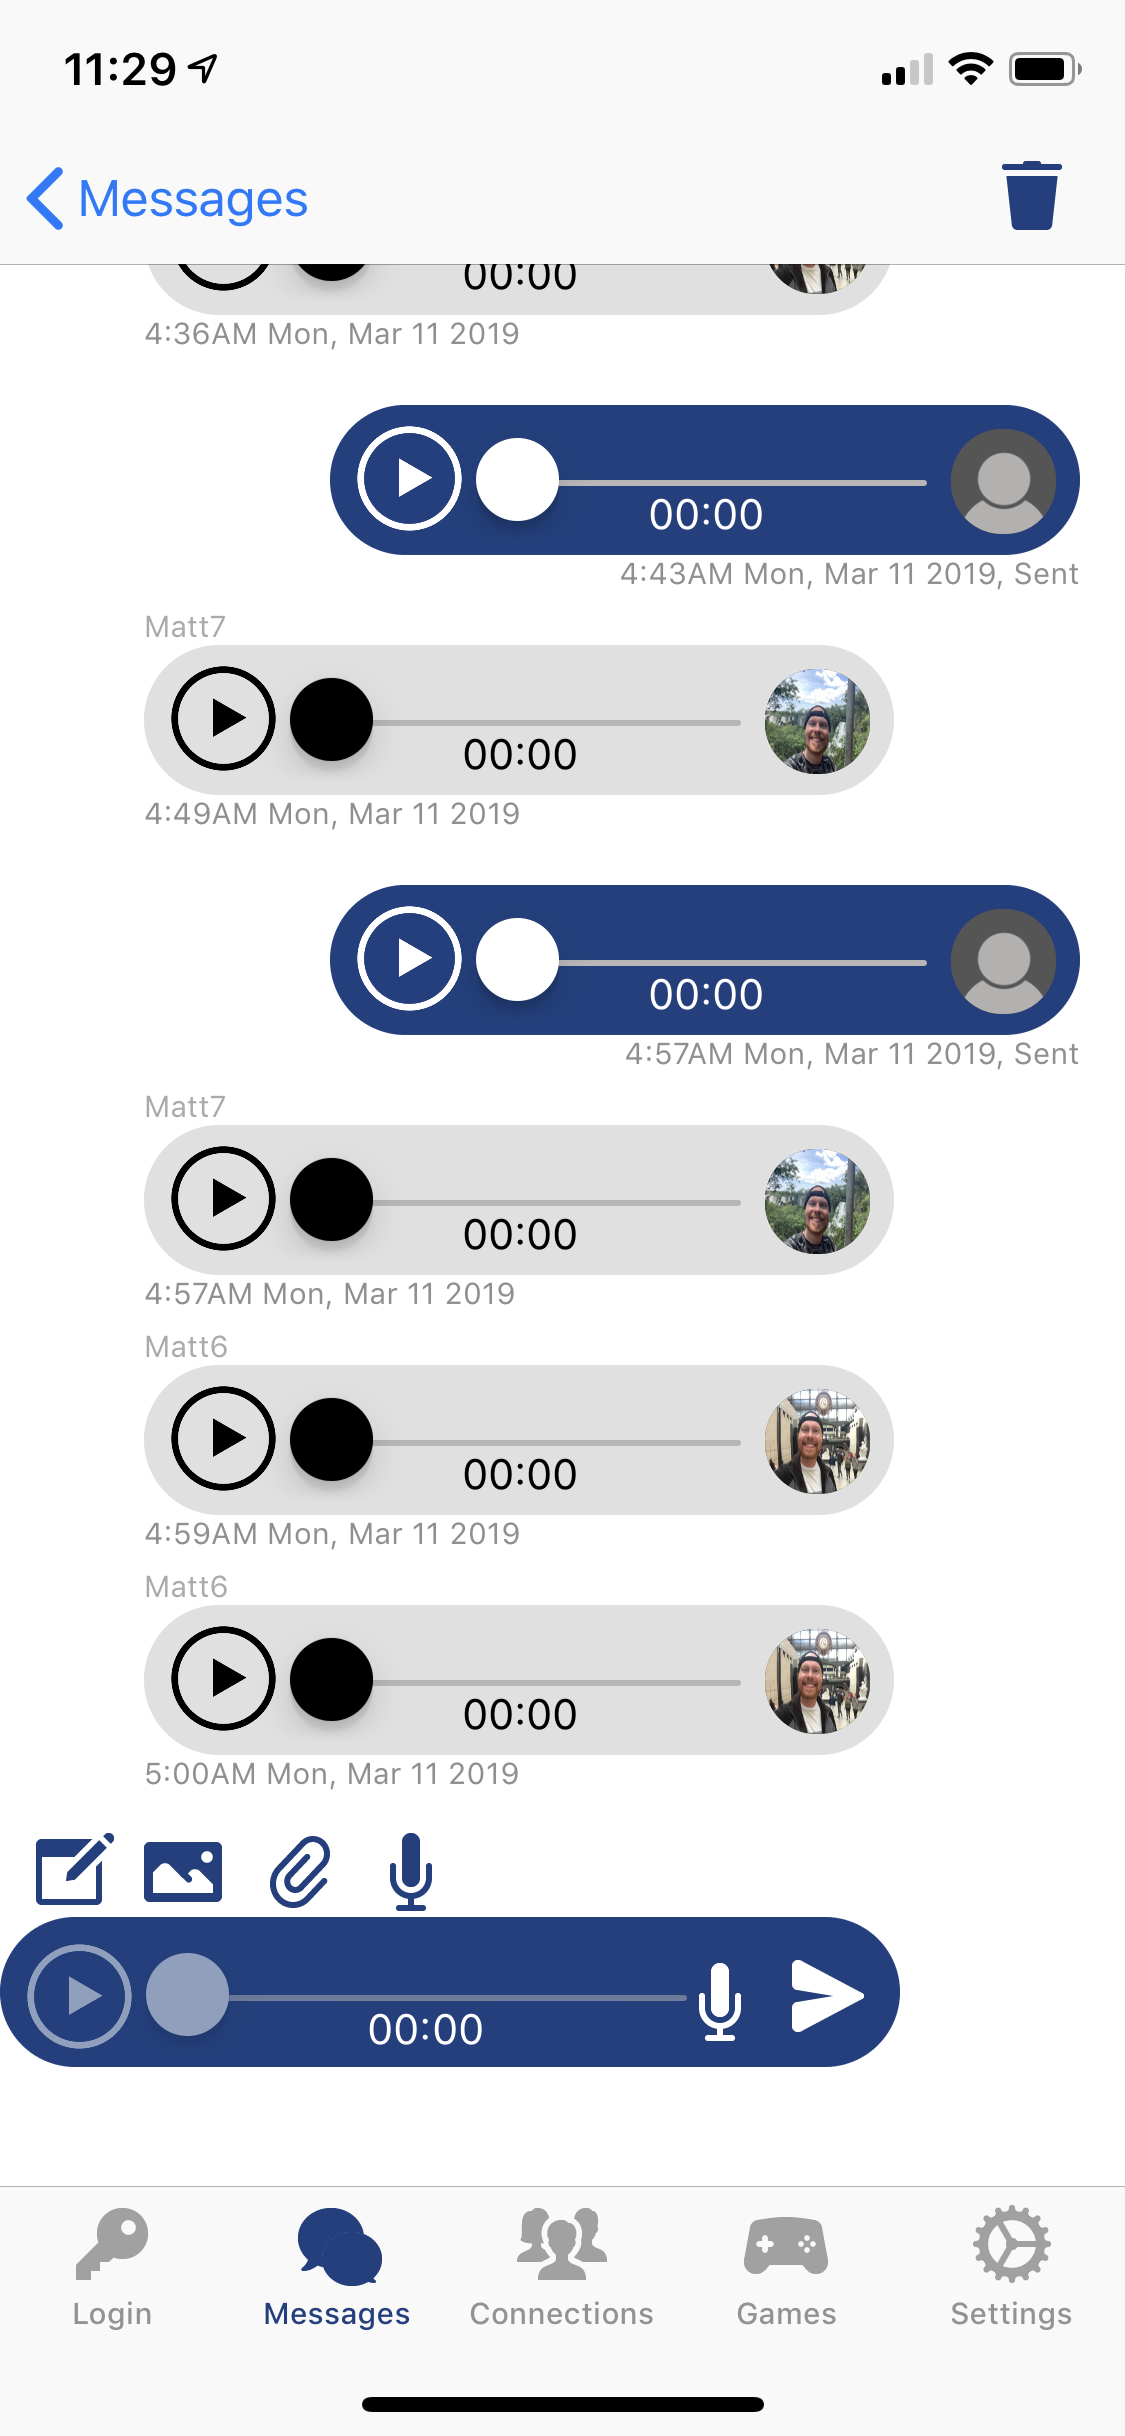 11:29
Messages
00:00
4:36AM Mon, Mar 11 2019
00:00
4:43AM Mon, Mar 11 2019, Sent
Matt7
00:00
4:49AM Mon, Mar 11 2019
00:00
4:57AM Mon, Mar 11 2019, Sent
Matt7
00:00
4:57AM Mon, Mar 11 2019
Matt6
00:00
4:59AM Mon, Mar 11 2019
Matt6
00:00
5:00AM Mon, Mar 11 2019
00:00
Login Messages Connections Games Settings